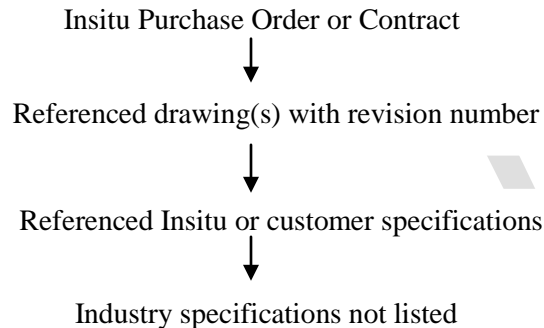 Insitu Purchase Order or Contract
Referenced drawing(s) with revision number
Referenced Insitu or customer specifications
Industry specifications not listed